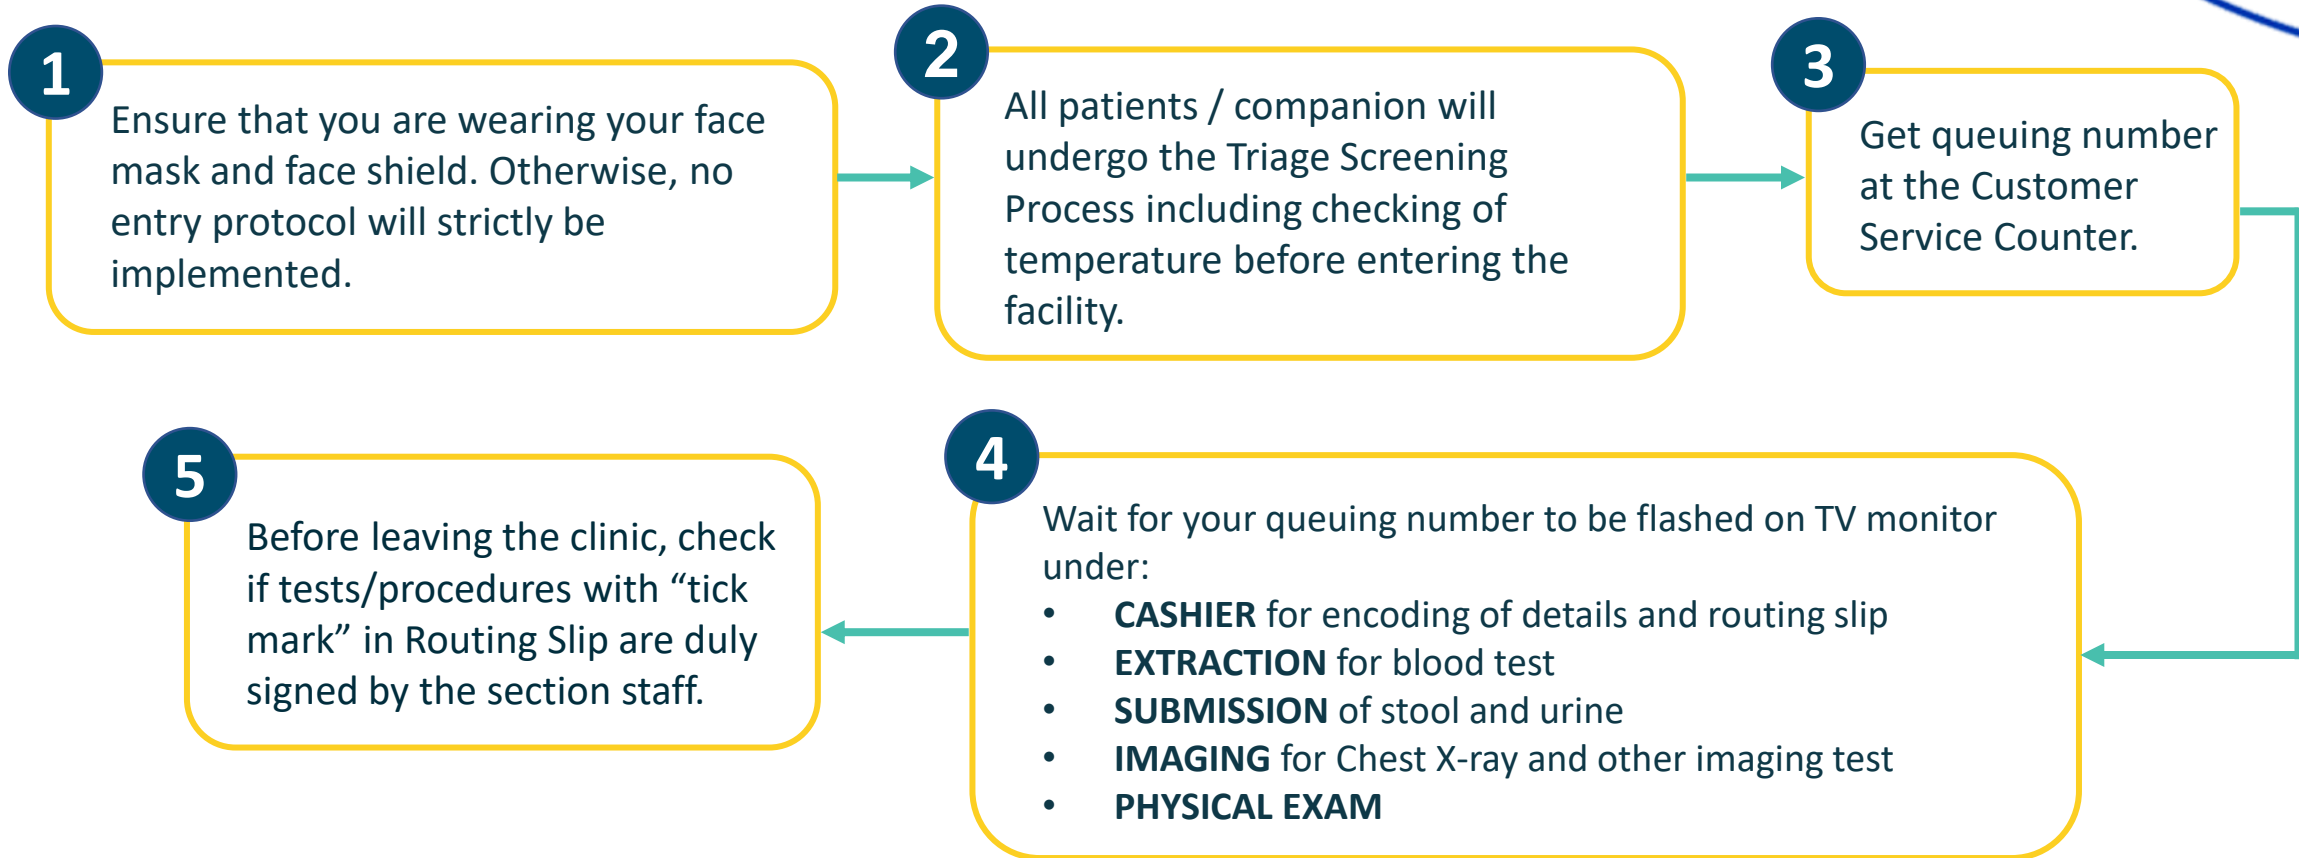 1
Ensure that you are wearing your face
mask and face shield. Otherwise, no
entry protocol will strictly be
implemented.
2
All patients / companion will
undergo the Triage Screening
Process including checking of
temperature before entering the
facility.
3
Get queuing number
at the Customer
Service Counter.
4
Wait for your queuing number to be flashed on TV monitor
under:
• CASHIER for encoding of details and routing slip
• EXTRACTION for blood test
• SUBMISSION of stool and urine
• IMAGING for Chest X-ray and other imaging test
• PHYSICAL EXAM
5
Before leaving the clinic, check
if tests/procedures with “tick
mark” in Routing Slip are duly
signed by the section staff.